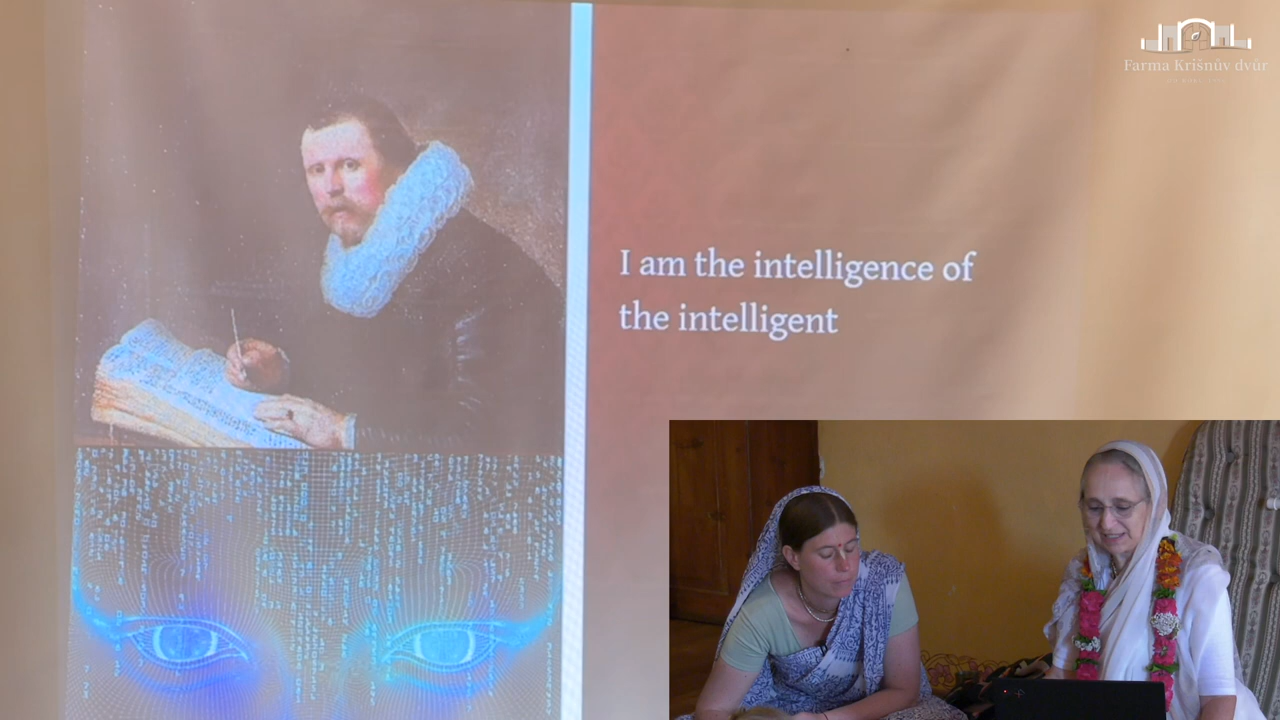 Farma Krišnův dvůr
I am the intelligence of
the intelligent